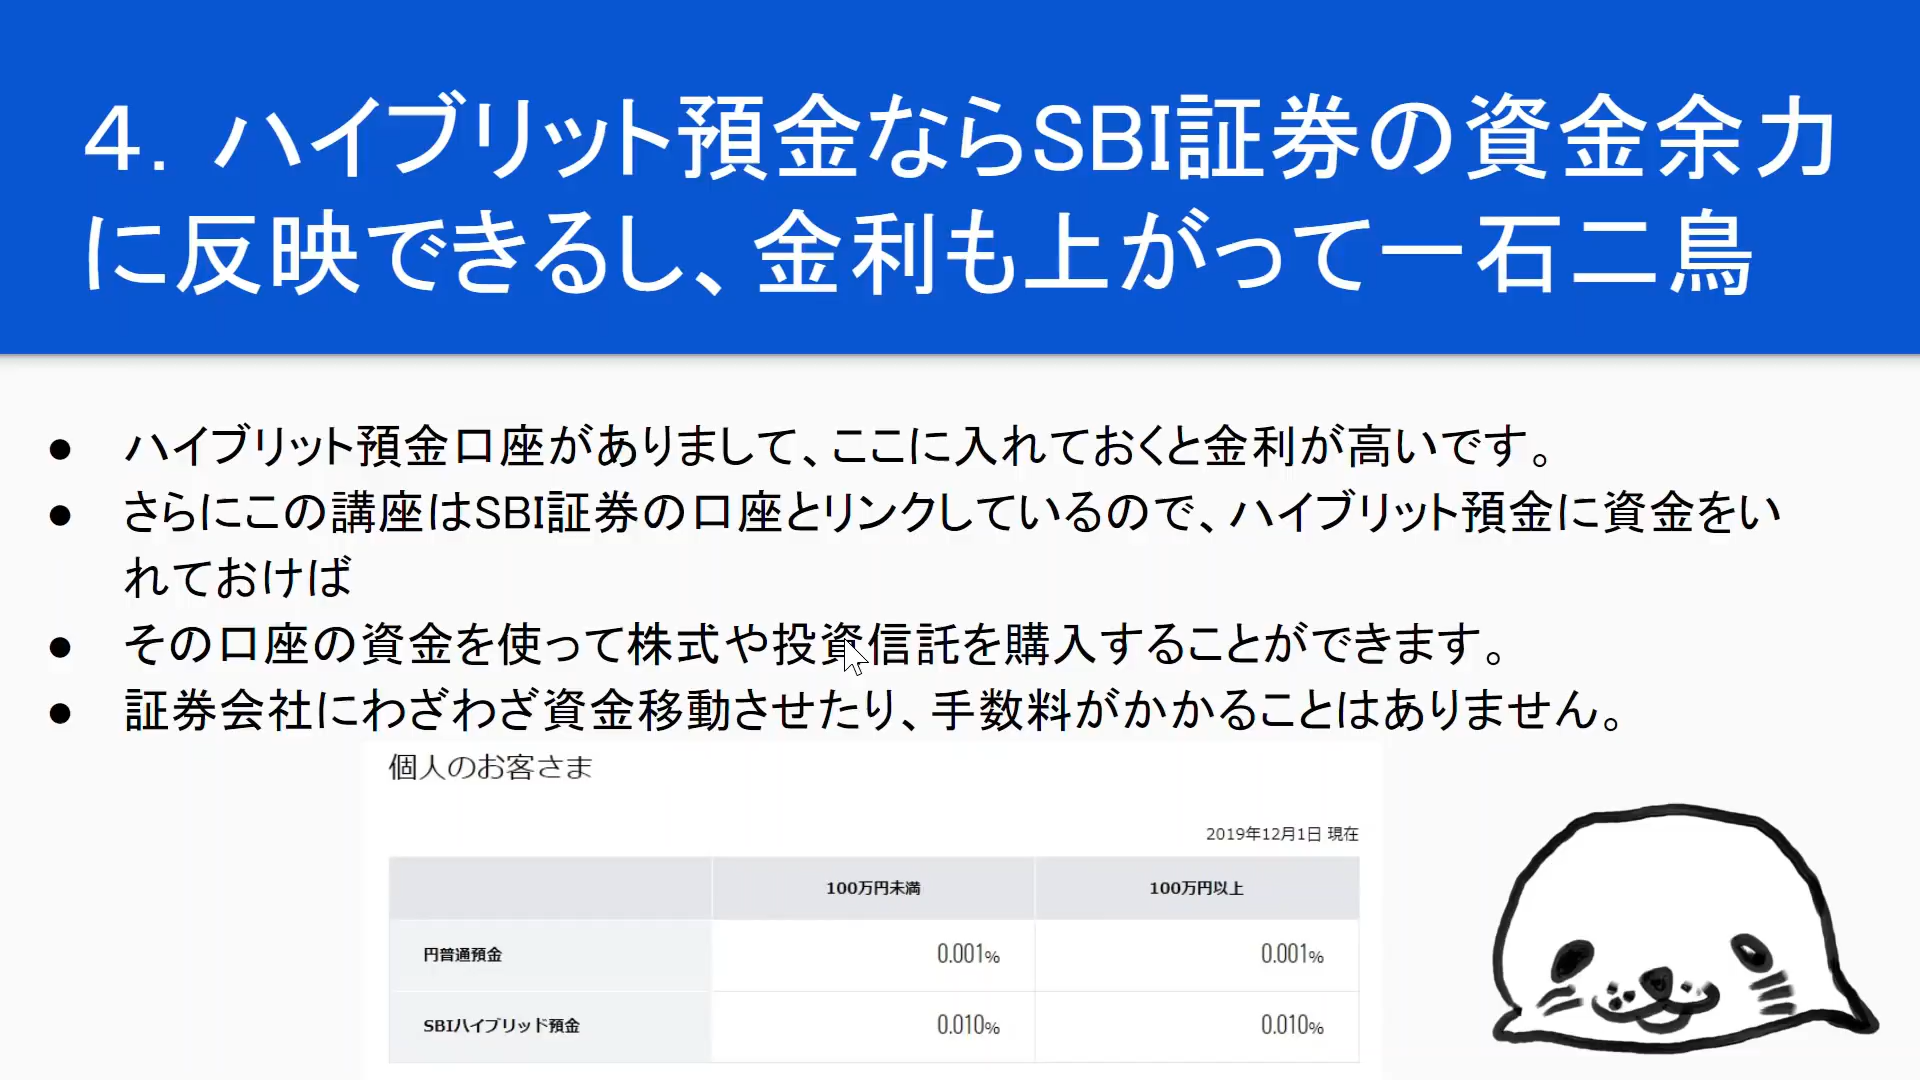 ４．ハイブリット預金ならSBI証券の資金余力
に反映できるし、金利も上がって一石二鳥
● ハイブリット預金口座がありまして、ここに入れておくと金利が高いです。
● さらにこの講座はSBI証券の口座とリンクしているので、ハイブリット預金に資金をい
れておけば
● その口座の資金を使って株式や投資信託を購入することができます。
● 証券会社にわざわざ資金移動させたり、手数料がかかることはありません。
個人のお客さま
2019年12月1日 現在
100万円未満 100万円以上
円普通預金 0.001% 0.001%
SBIハイブリッド預金 0.010% 0.010%